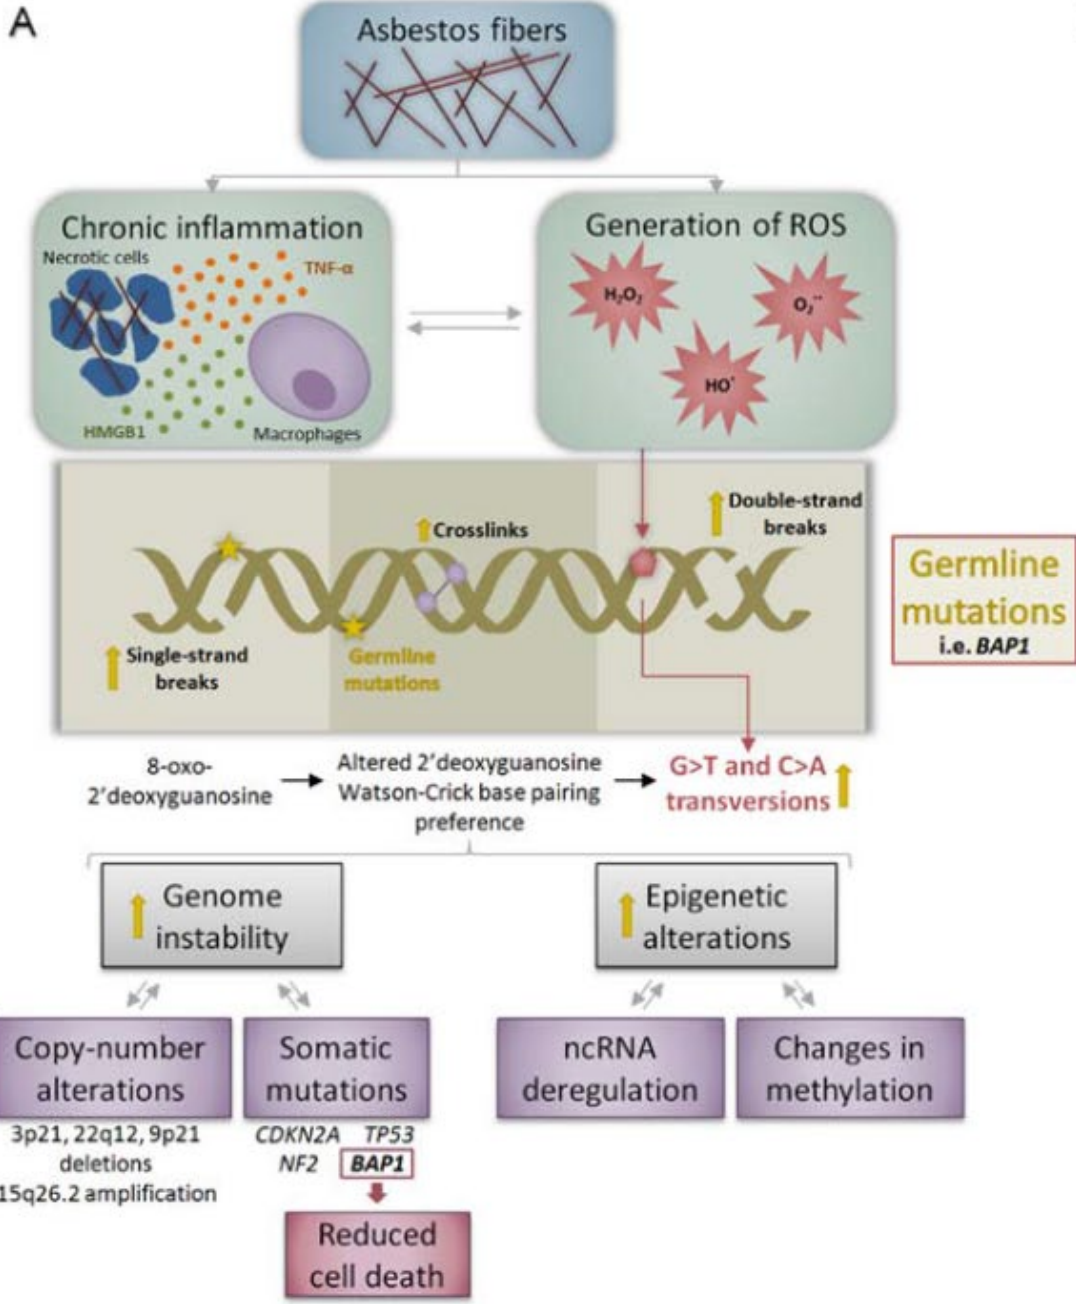 A
Asbestos fibers
Chronic inflammation
Necrotic cells
TNF-α
HMGB1
Macrophages
Generation of ROS
H₂O₂
O₂˙˙
HO˙
Double-strand
breaks
Crosslinks
Single-strand
breaks
Germline
mutations
Germline
mutations
i.e. BAP1
8-oxo-
2'deoxyguanosine
Altered 2'deoxyguanosine
Watson-Crick base pairing
preference
G>T and C>A
transversions
Genome
instability
Epigenetic
alterations
Copy-number
alterations
Somatic
mutations
ncRNA
deregulation
Changes in
methylation
3p21, 22q12, 9p21
deletions
15q26.2 amplification
CDKN2A TP53
NF2 BAP1
Reduced
cell death